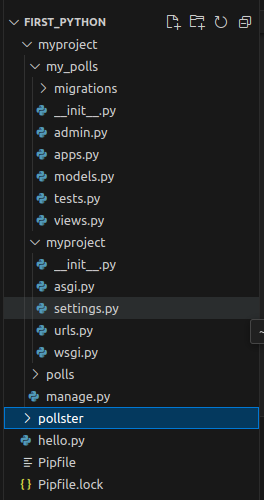 FIRST_PYTHON
myproject
my_polls
migrations
__init__.py
admin.py
apps.py
models.py
tests.py
views.py
myproject
__init__.py
asgi.py
settings.py
urls.py
wsgi.py
polls
manage.py
pollster
hello.py
Pipfile
Pipfile.lock